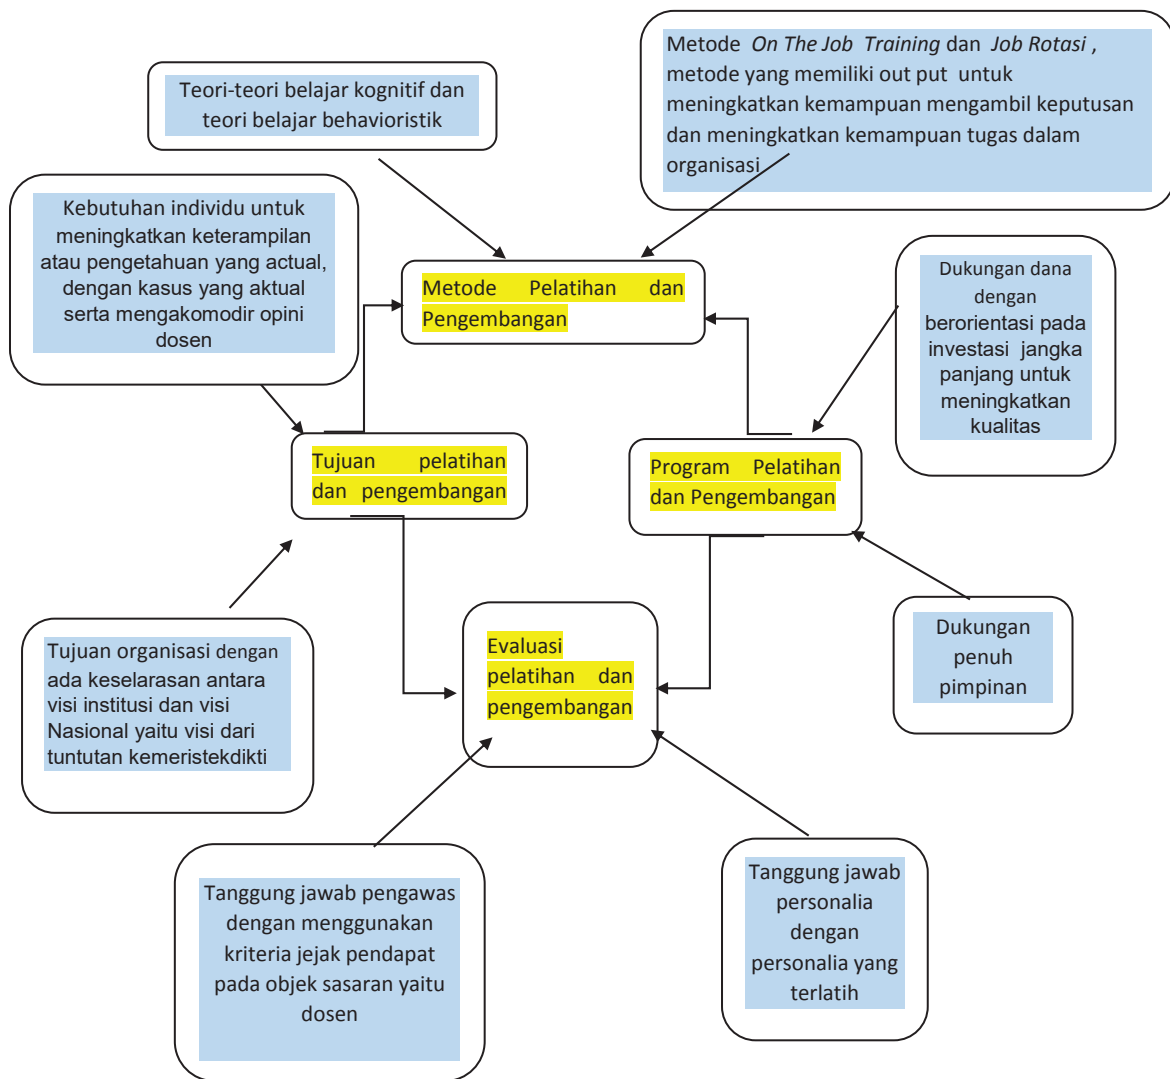 Teori-teori belajar kognitif dan
teori belajar behavioristik
Metode On The Job Training dan Job Rotasi ,
metode yang memiliki out put untuk
meningkatkan kemampuan mengambil keputusan
dan meningkatkan kemampuan tugas dalam
organisasi
Kebutuhan individu untuk
meningkatkan keterampilan
atau pengetahuan yang actual,
dengan kasus yang aktual
serta mengakomodir opini
dosen
Metode Pelatihan dan
Pengembangan
Dukungan dana
dengan
berorientasi pada
investasi jangka
panjang untuk
meningkatkan
kualitas
Tujuan pelatihan
dan pengembangan
Program Pelatihan
dan Pengembangan
Tujuan organisasi dengan
ada keselarasan antara
visi institusi dan visi
Nasional yaitu visi dari
tuntutan kemeristekdikti
Evaluasi
pelatihan dan
pengembangan
Dukungan
penuh
pimpinan
Tanggung jawab pengawas
dengan menggunakan
kriteria jejak pendapat
pada objek sasaran yaitu
dosen
Tanggung jawab
personalia
dengan
personalia yang
terlatih